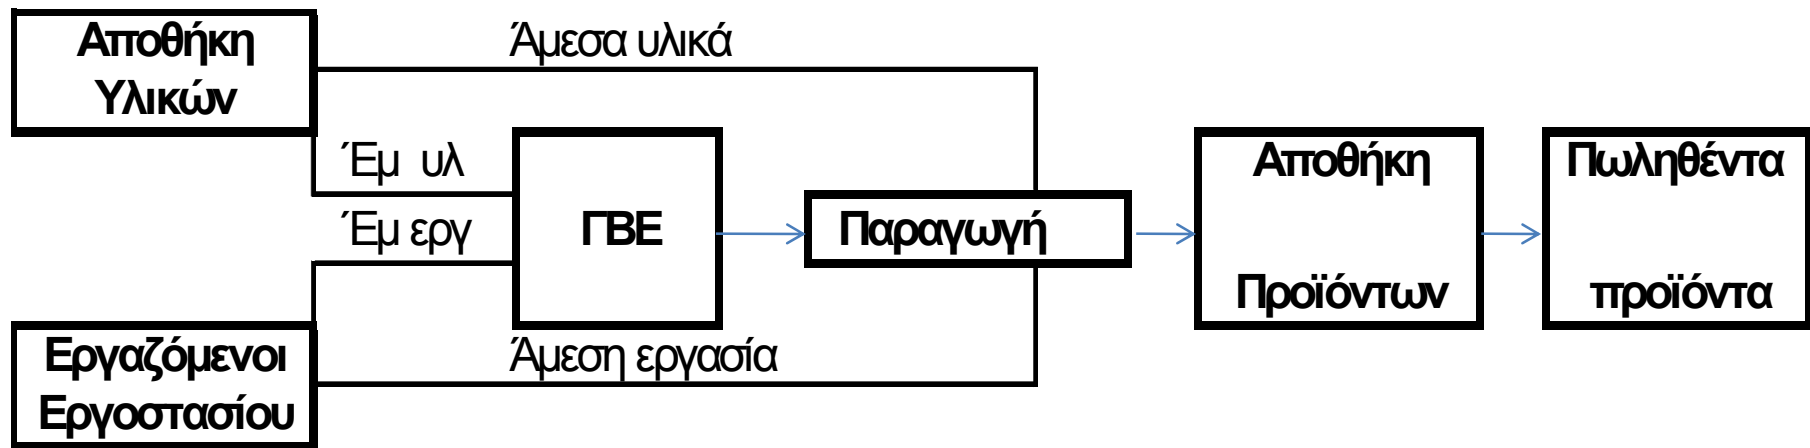 Αποθήκη
Υλικών
Άμεσα υλικά
Έμ υλ
Έμ εργ
ΓΒΕ
Παραγωγή
Αποθήκη
Προϊόντων
Πωληθέντα
προϊόντα
Εργαζόμενοι
Εργοστασίου
Άμεση εργασία